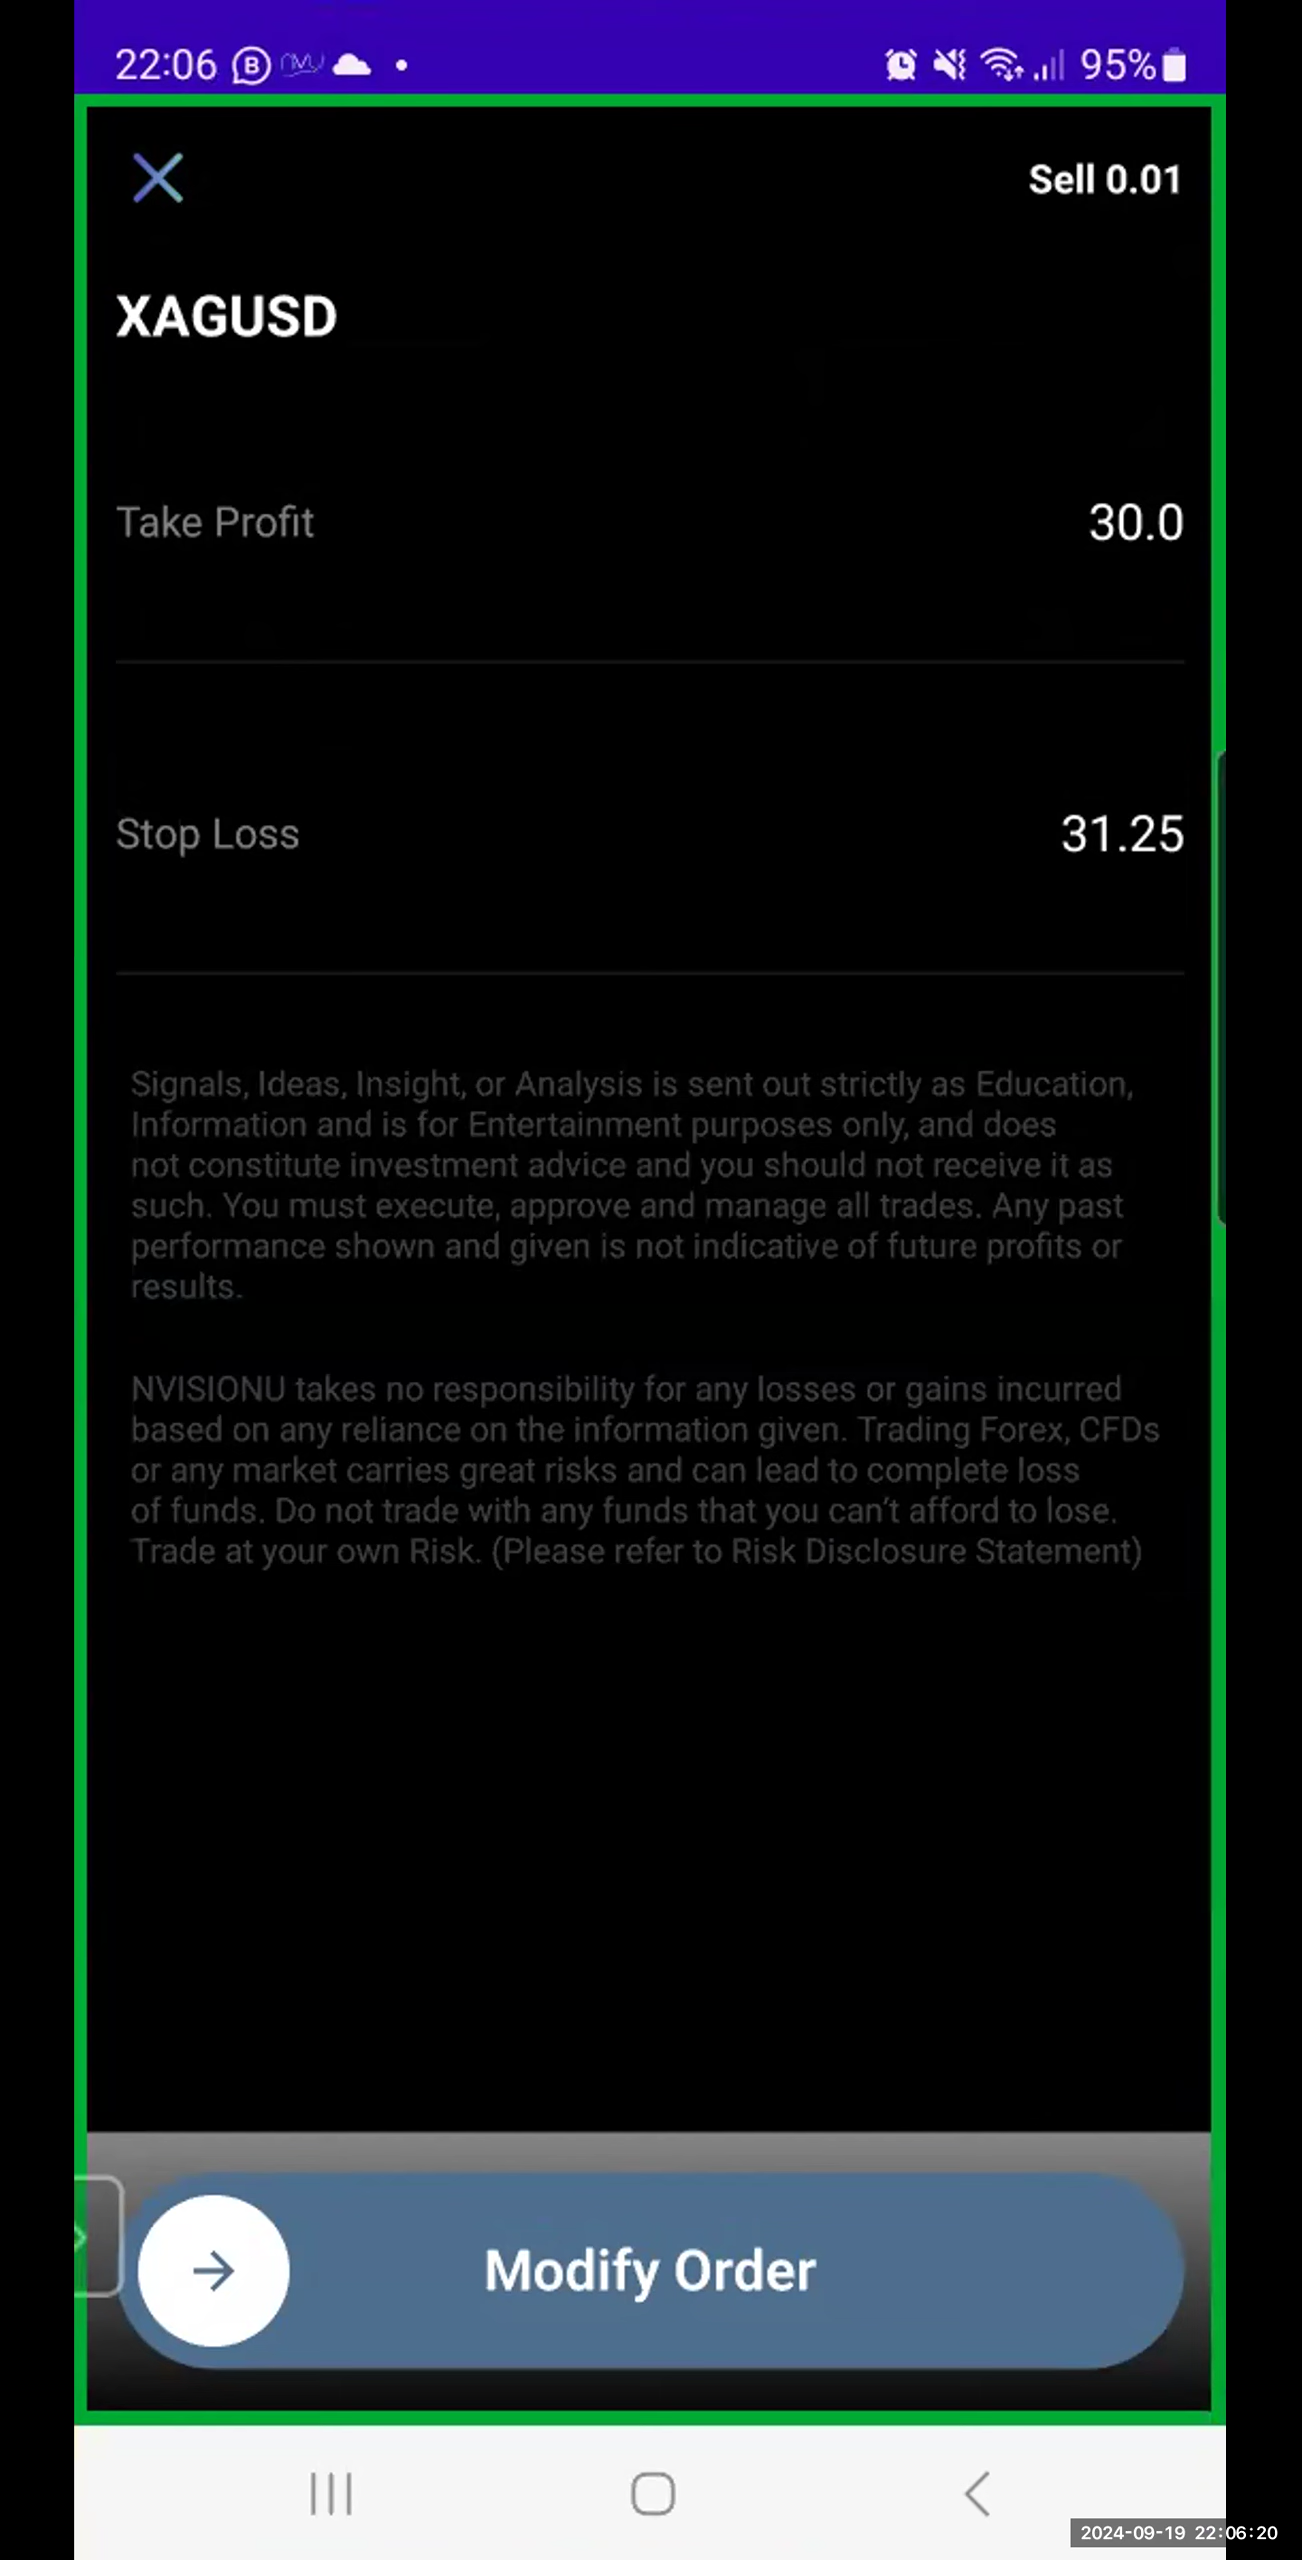 22:06
95%
Sell 0.01
XAGUSD
Take Profit
30.0
Stop Loss
31.25
Signals, Ideas, Insight, or Analysis is sent out strictly as Education,
Information and is for Entertainment purposes only, and does
not constitute investment advice and you should not receive it as
such. You must execute, approve and manage all trades. Any past
performance shown and given is not indicative of future profits or
results.
NVISIONU takes no responsibility for any losses or gains incurred
based on any reliance on the information given. Trading Forex, CFDs
or any market carries great risks and can lead to complete loss
of funds. Do not trade with any funds that you can’t afford to lose.
Trade at your own Risk. (Please refer to Risk Disclosure Statement)
Modify Order
2024-09-19 22:06:20